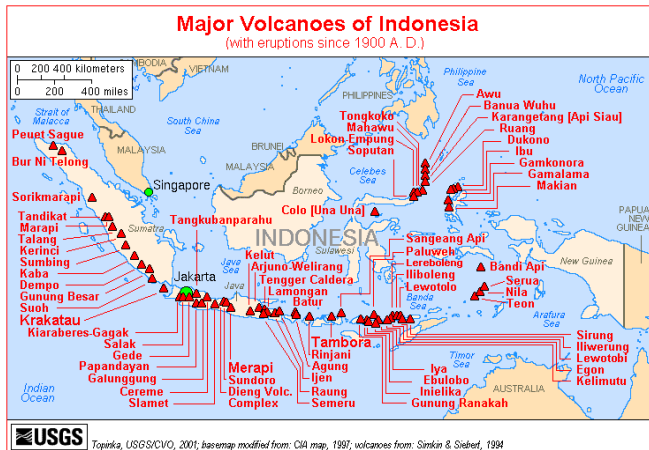 Major Volcanoes of Indonesia
(with eruptions since 1900 A. D.)
0 200 400 kilometers
0 200 400 miles
CAMBODIA
VIETNAM
THAILAND
Strait of
Malacca
South China
Sea
PHILIPPINES
Philippine
Sea
North Pacific
Ocean
BRUNEI
MALAYSIA
MALAYSIA
Celebes
Sea
Borneo
Singapore
Sumatra
INDONESIA
Sulawesi
New Guinea
PAPUA
NEW
GUINEA
Jakarta
Java
Sea
Java
Banda
Sea
Arafura
Sea
Timor
Sea
Indian
Ocean
AUSTRALIA
Peuet Sague
Bur Ni Telong
Sorikmarapi
Tandikat
Marapi
Talang
Kerinci
Sumbing
Kaba
Dempo
Gunung Besar
Suoh
Krakatau
Kiaraberes-Gagak
Salak
Gede
Papandayan
Galunggung
Cereme
Slamet
Tangkubanparahu
Merapi
Sundoro
Dieng Volc.
Complex
Kelut
Arjuno-Welirang
Tengger Caldera
Lamongan
Batur
Tambora
Rinjani
Agung
Ijen
Raung
Semeru
Sangeang Api
Paluweh
Lereboleng
Iliboleng
Lewotolo
Iya
Ebulobo
Inielika
Gunung Ranakah
Sirung
Iliwerung
Lewotobi
Egon
Kelimutu
Bandi Api
Serua
Nila
Teon
Colo [Una Una]
Tongkoko
Mahawu
Lokon-Empung
Soputan
Awu
Banua Wuhu
Karangetang [Api Siau]
Ruang
Dukono
Ibu
Gamkonora
Gamalama
Makian
USGS
Topinka, USGS/CVO, 2001; basemap modified from: CIA map, 1997; volcanoes from: Simkin & Siebert, 1994